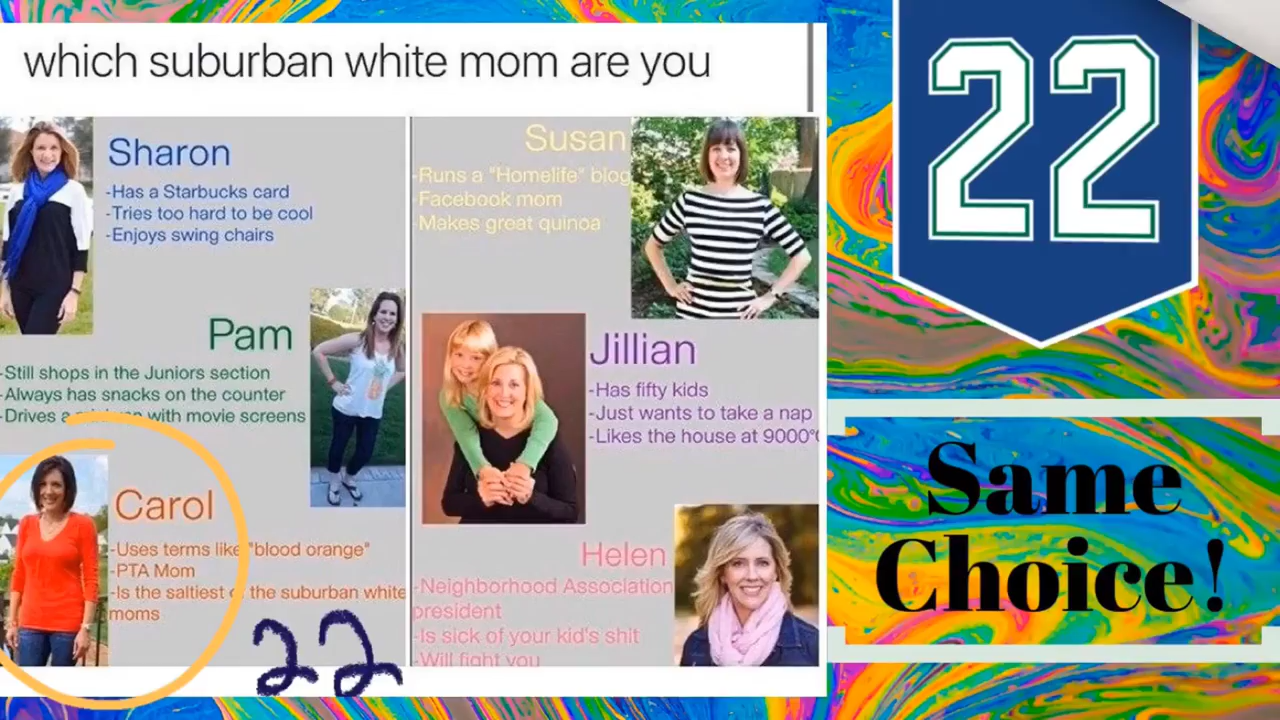 which suburban white mom are you
Sharon
-Has a Starbucks card
-Tries too hard to be cool
-Enjoys swing chairs
Pam
-Still shops in the Juniors section
-Always has snacks on the counter
-Drives a with movie screens
Carol
-Uses terms like "blood orange"
-PTA Mom
-Is the saltiest the suburban white
moms
22
Susan
-Runs a "Homelife" blog
-Facebook mom
-Makes great quinoa
Jillian
-Has fifty kids
-Just wants to take a nap
-Likes the house at 9000°
Helen
-Neighborhood Association
president
-Is sick of your kid's shit
-Will fight you
22
Same
Choice!